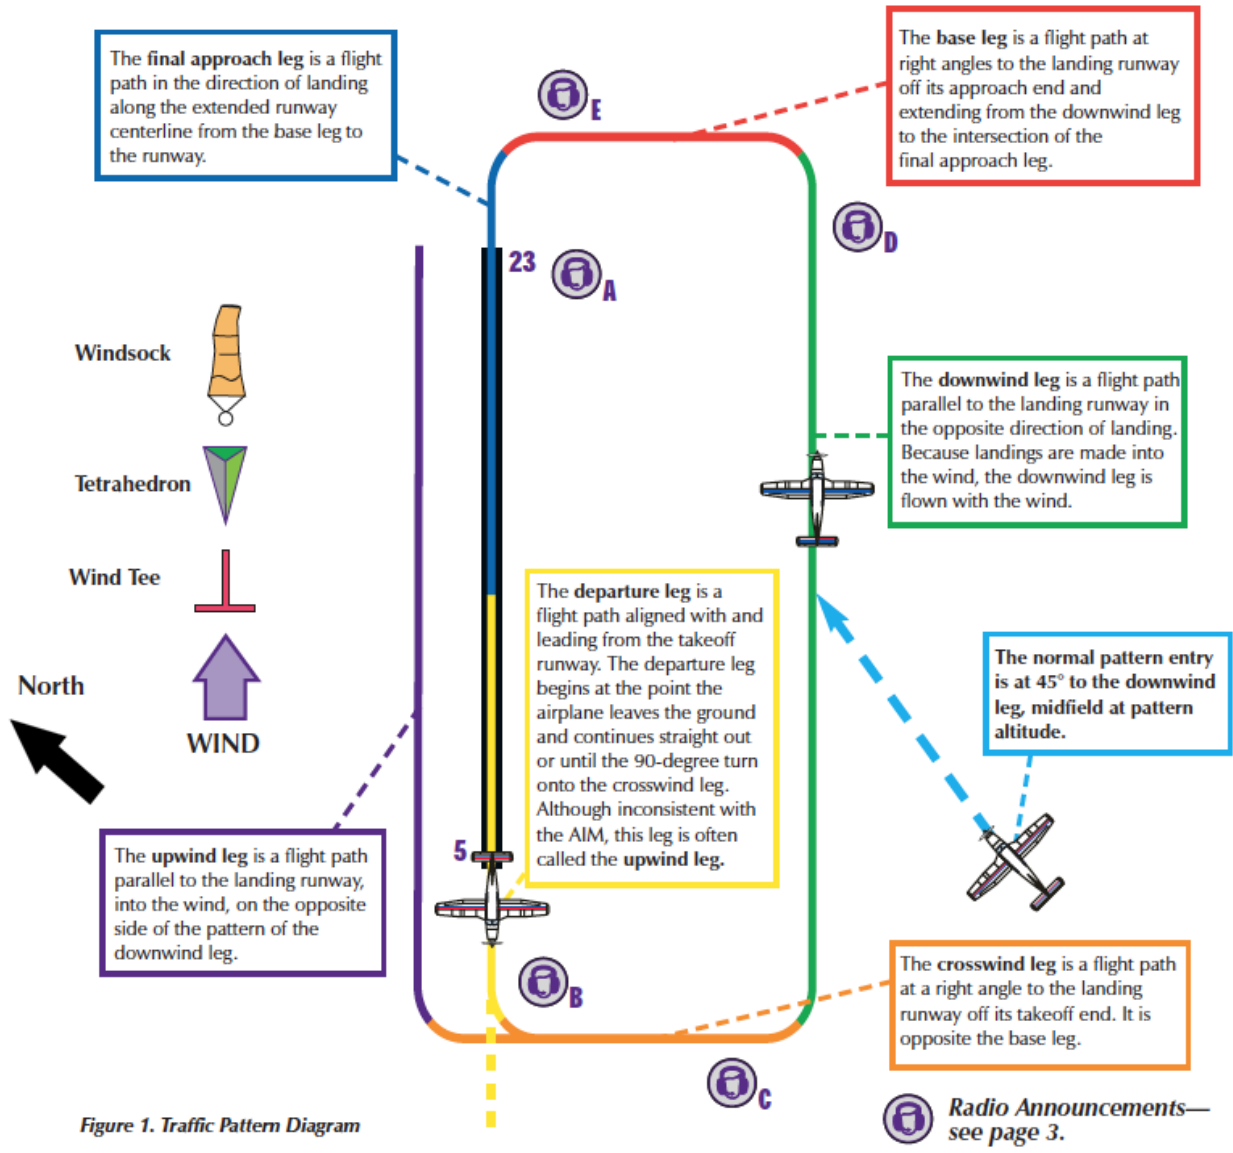 The final approach leg is a flight
path in the direction of landing
along the extended runway
centerline from the base leg to
the runway.
E
The base leg is a flight path at
right angles to the landing runway
off its approach end and
extending from the downwind leg
to the intersection of the
final approach leg.
D
23
A
Windsock
Tetrahedron
Wind Tee
North
WIND
The downwind leg is a flight path
parallel to the landing runway in
the opposite direction of landing.
Because landings are made into
the wind, the downwind leg is
flown with the wind.
The departure leg is a
flight path aligned with and
leading from the takeoff
runway. The departure leg
begins at the point the
airplane leaves the ground
and continues straight out
or until the 90-degree turn
onto the crosswind leg.
Although inconsistent with
the AIM, this leg is often
called the upwind leg.
The normal pattern entry
is at 45° to the downwind
leg, midfield at pattern
altitude.
5
The upwind leg is a flight path
parallel to the landing runway,
into the wind, on the opposite
side of the pattern of the
downwind leg.
B
The crosswind leg is a flight path
at a right angle to the landing
runway off its takeoff end. It is
opposite the base leg.
C
Figure 1. Traffic Pattern Diagram
Radio Announcements—
see page 3.